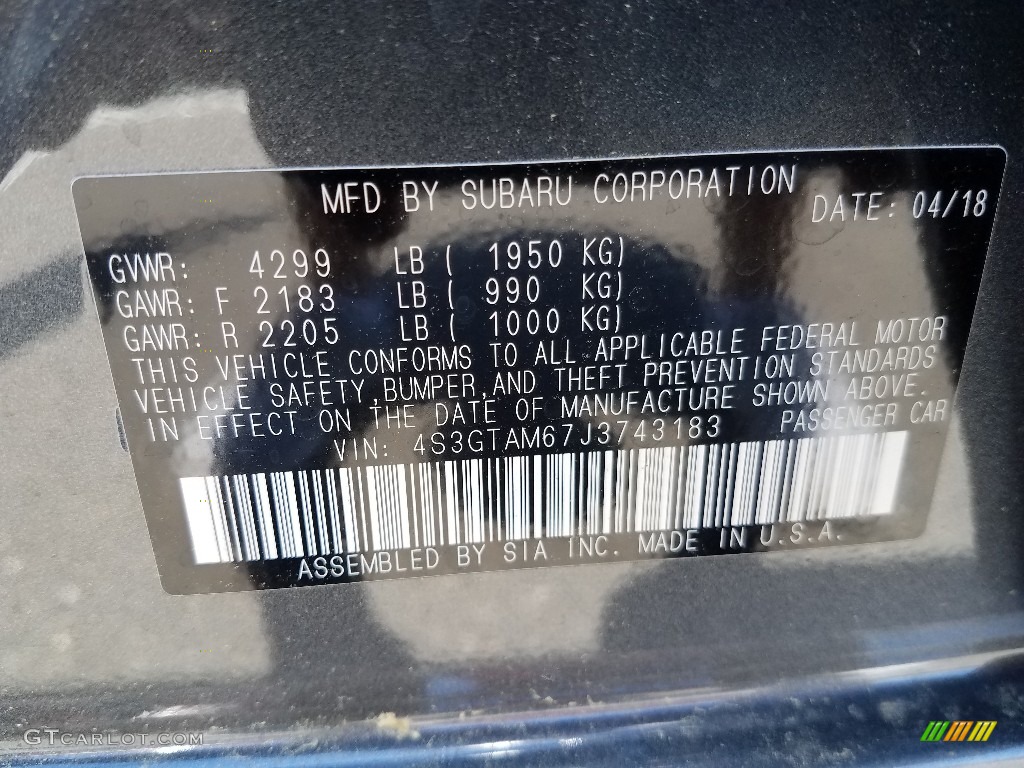 MFD BY SUBARU CORPORATION
DATE: 04/18
GVWR: 4299 LB ( 1950 KG)
GAWR: F 2183 LB ( 990 KG)
GAWR: R 2205 LB ( 1000 KG)
THIS VEHICLE CONFORMS TO ALL APPLICABLE FEDERAL MOTOR
VEHICLE SAFETY, BUMPER, AND THEFT PREVENTION STANDARDS
IN EFFECT ON THE DATE OF MANUFACTURE SHOWN ABOVE.
VIN: 4S3GTAM67J3743183 PASSENGER CAR
ASSEMBLED BY SIA INC. MADE IN U.S.A.
GTCARLOT.COM